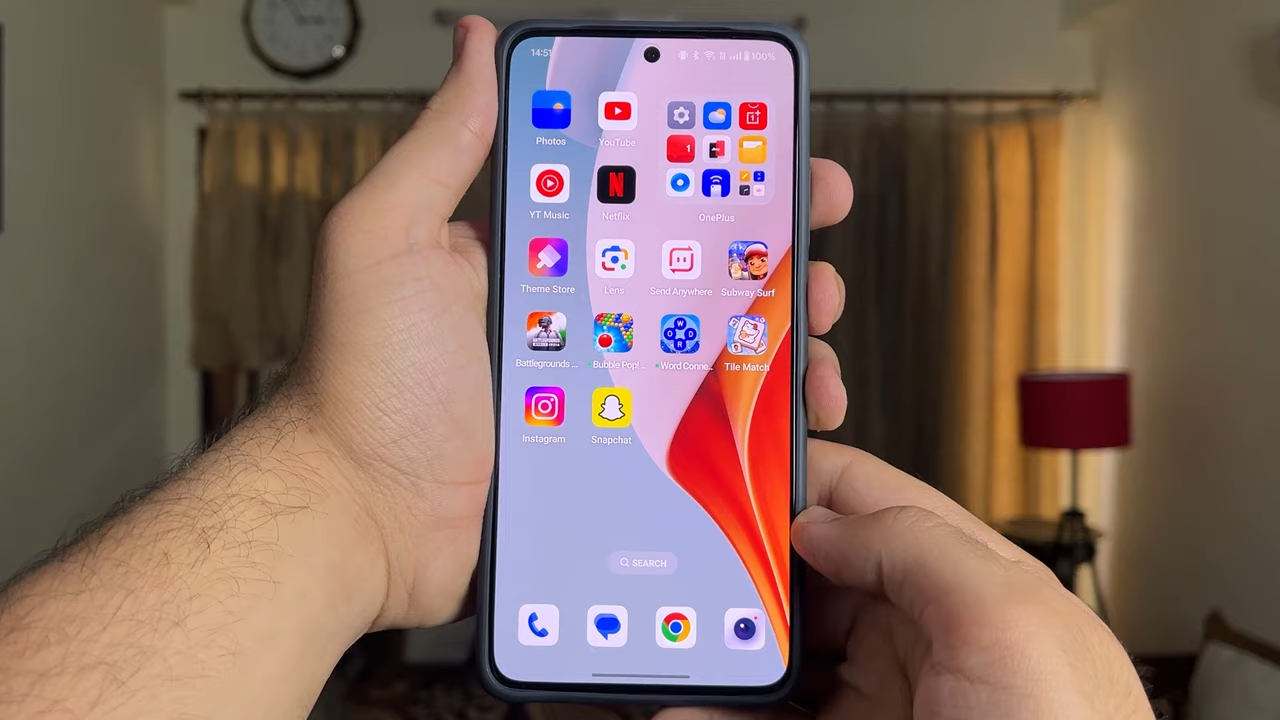 14:51
100%
Photos
YouTube
YT Music
Netflix
OnePlus
Theme Store
Lens
Send Anywhere
Subway Surf
Battlegrounds ...
Bubble Pop! ...
Word Conne...
Tile Match
Instagram
Snapchat
SEARCH